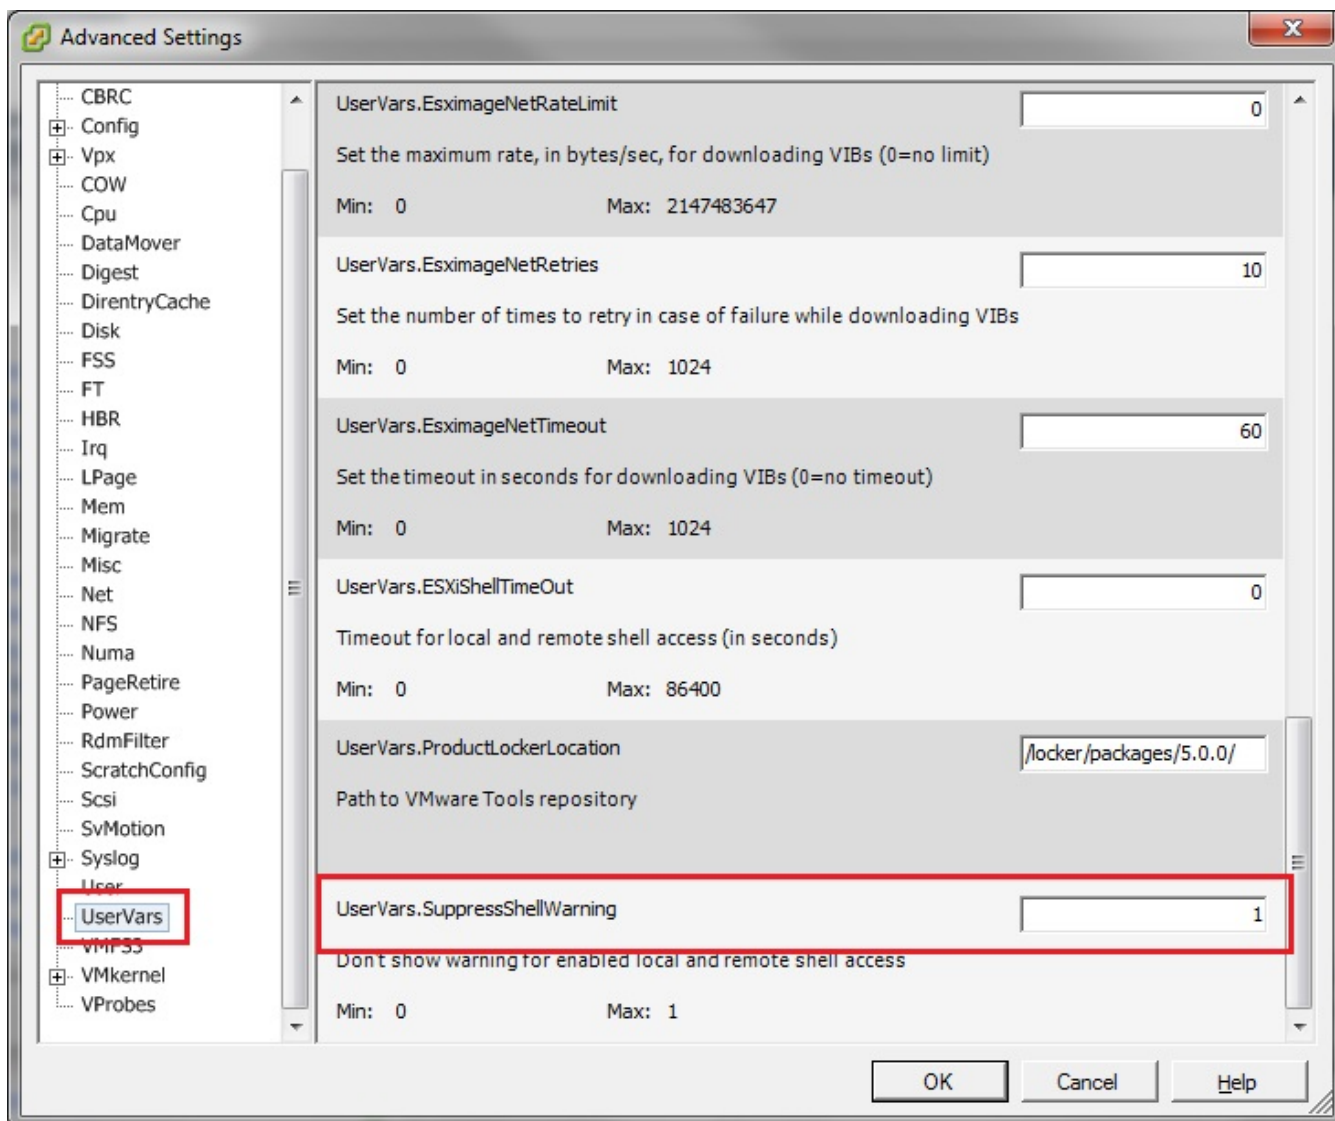 Advanced Settings
CBRC
Config
Vpx
COW
Cpu
DataMover
Digest
DirentryCache
Disk
FSS
FT
HBR
Irq
LPage
Mem
Migrate
Misc
Net
NFS
Numa
PageRetire
Power
RdmFilter
ScratchConfig
Scsi
SvMotion
Syslog
User
UserVars
VMFS3
VMkernel
VProbes
UserVars.EsximageNetRateLimit 0
Set the maximum rate, in bytes/sec, for downloading VIBs (0=no limit)
Min: 0 Max: 2147483647
UserVars.EsximageNetRetries 10
Set the number of times to retry in case of failure while downloading VIBs
Min: 0 Max: 1024
UserVars.EsximageNetTimeout 60
Set the timeout in seconds for downloading VIBs (0=no timeout)
Min: 0 Max: 1024
UserVars.ESXiShellTimeOut 0
Timeout for local and remote shell access (in seconds)
Min: 0 Max: 86400
UserVars.ProductLockerLocation /locker/packages/5.0.0/
Path to VMware Tools repository
UserVars.SuppressShellWarning 1
Don't show warning for enabled local and remote shell access
Min: 0 Max: 1
OK Cancel Help